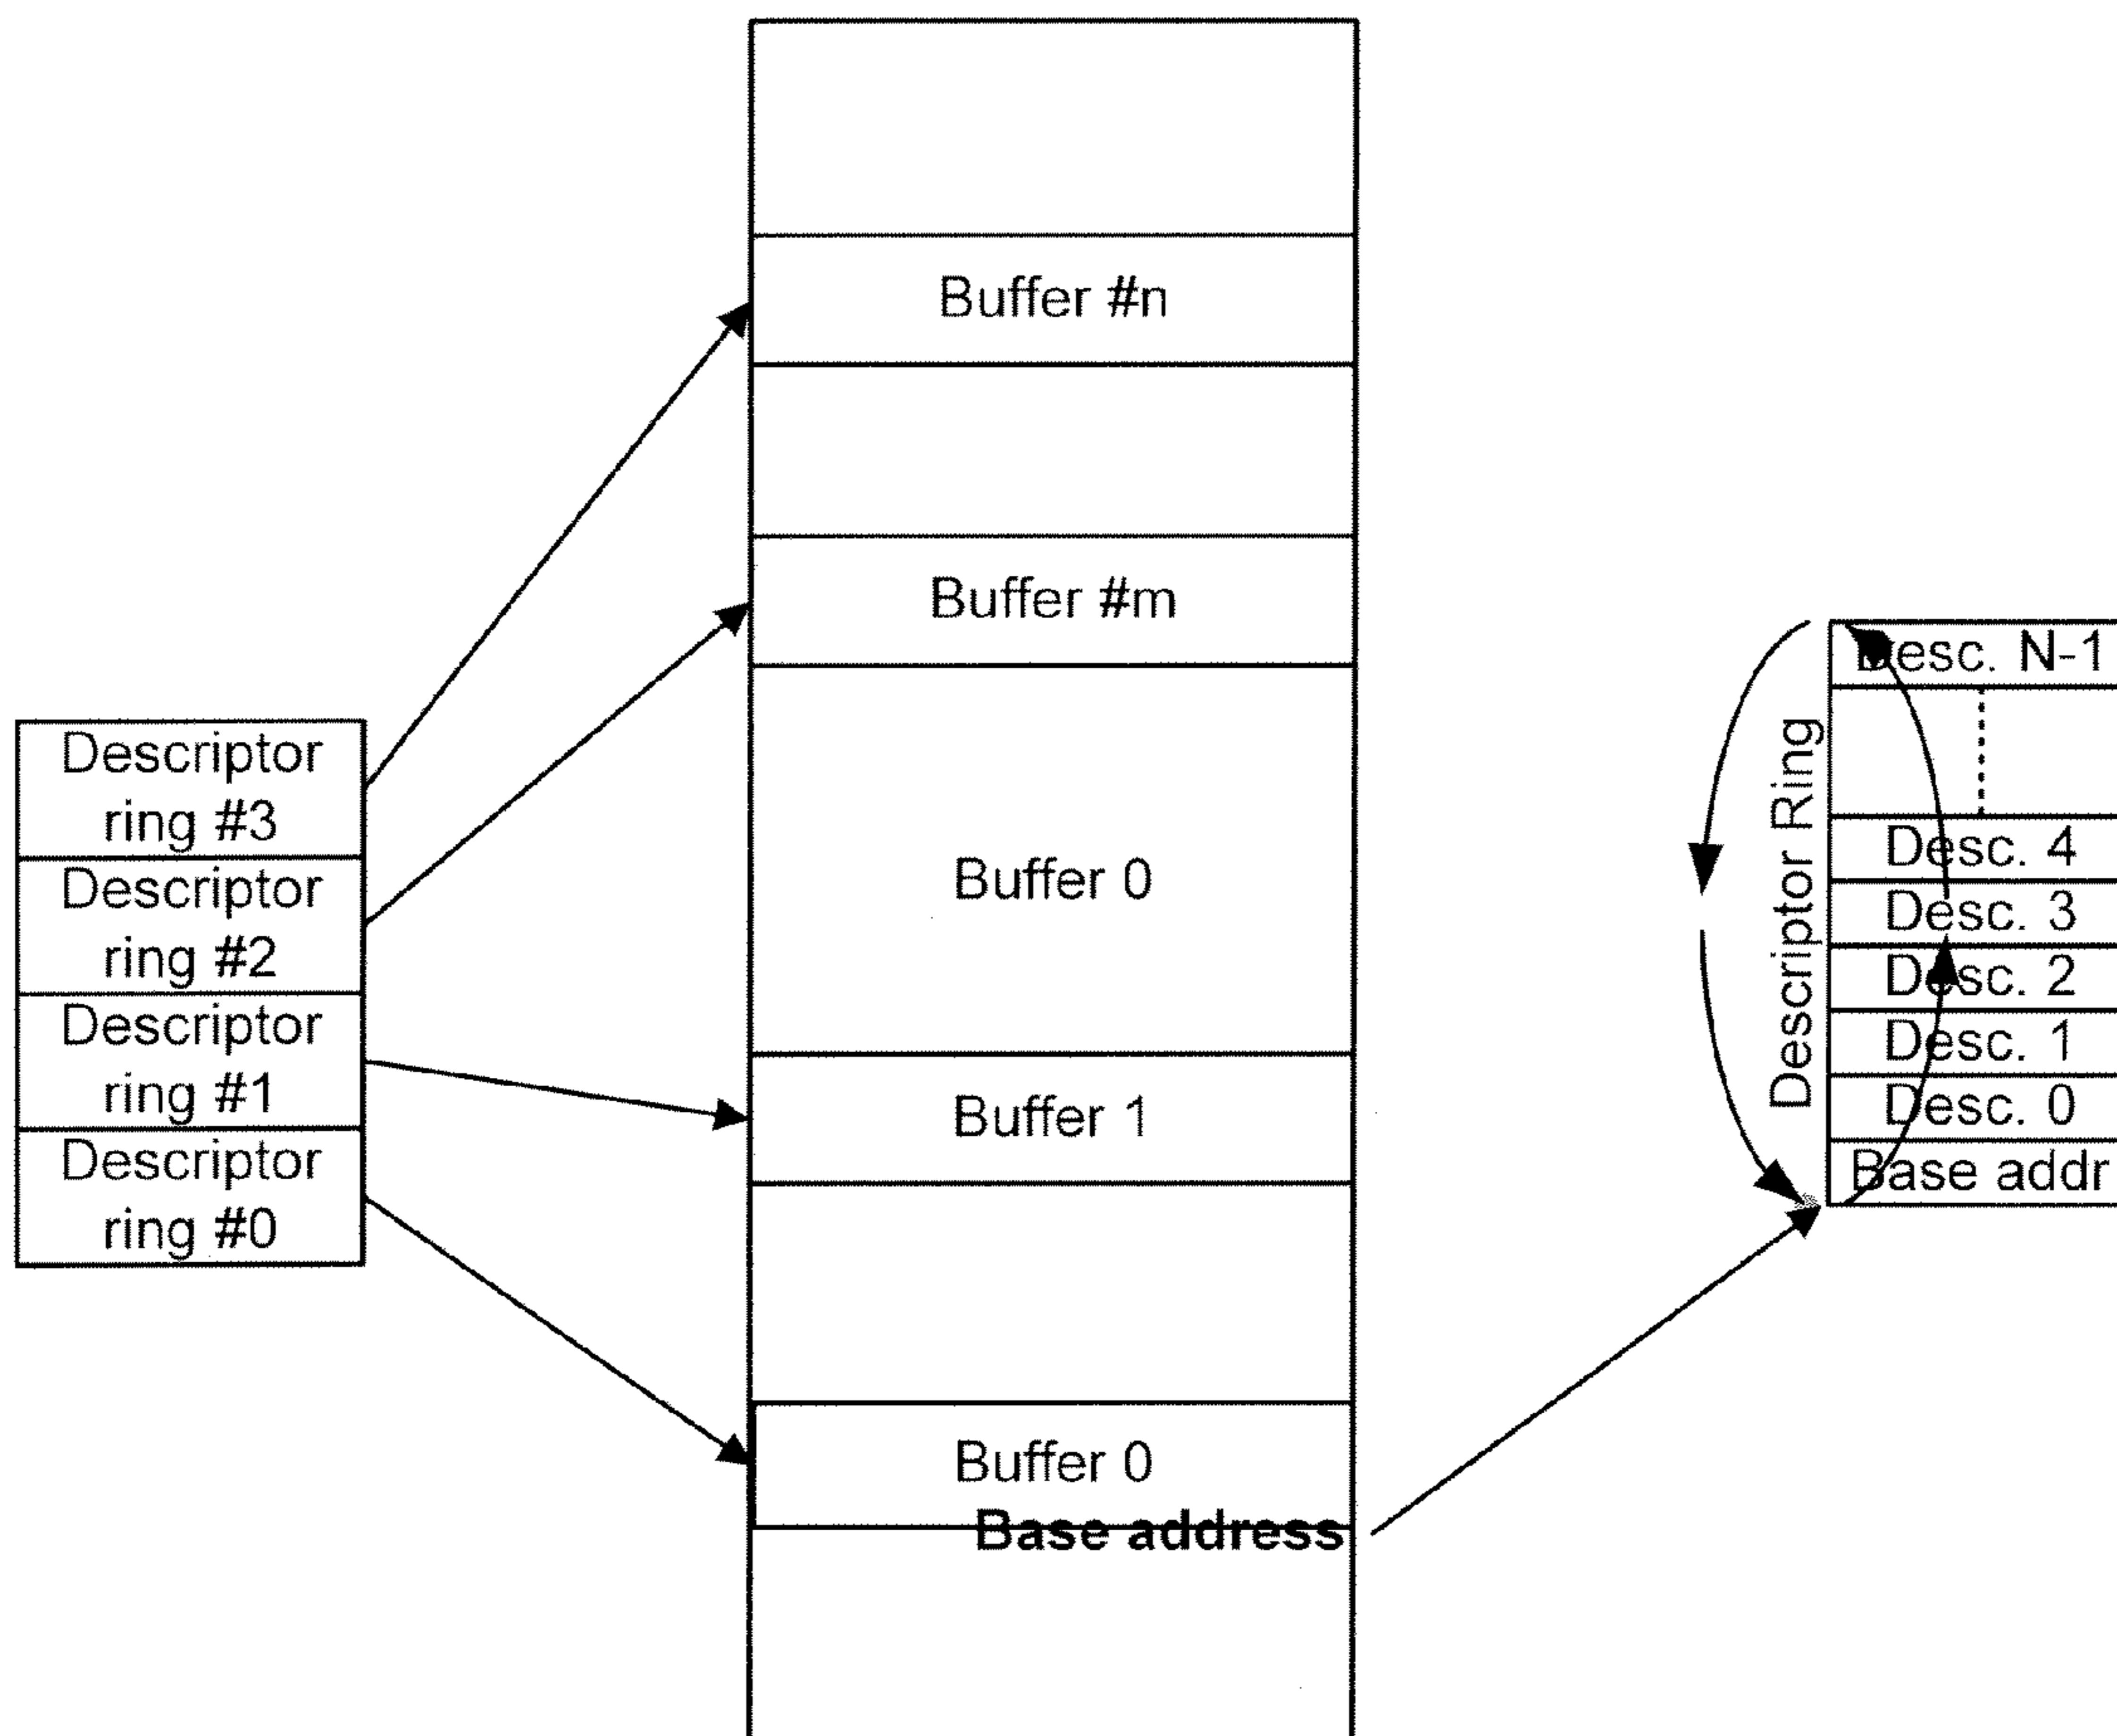 Buffer #n
Buffer #m
Buffer 0
Buffer 1
Buffer 0
Base address
Descriptor
ring #3
Descriptor
ring #2
Descriptor
ring #1
Descriptor
ring #0
Descriptor Ring
Desc. N-1
Desc. 4
Desc. 3
Desc. 2
Desc. 1
Desc. 0
Base addr